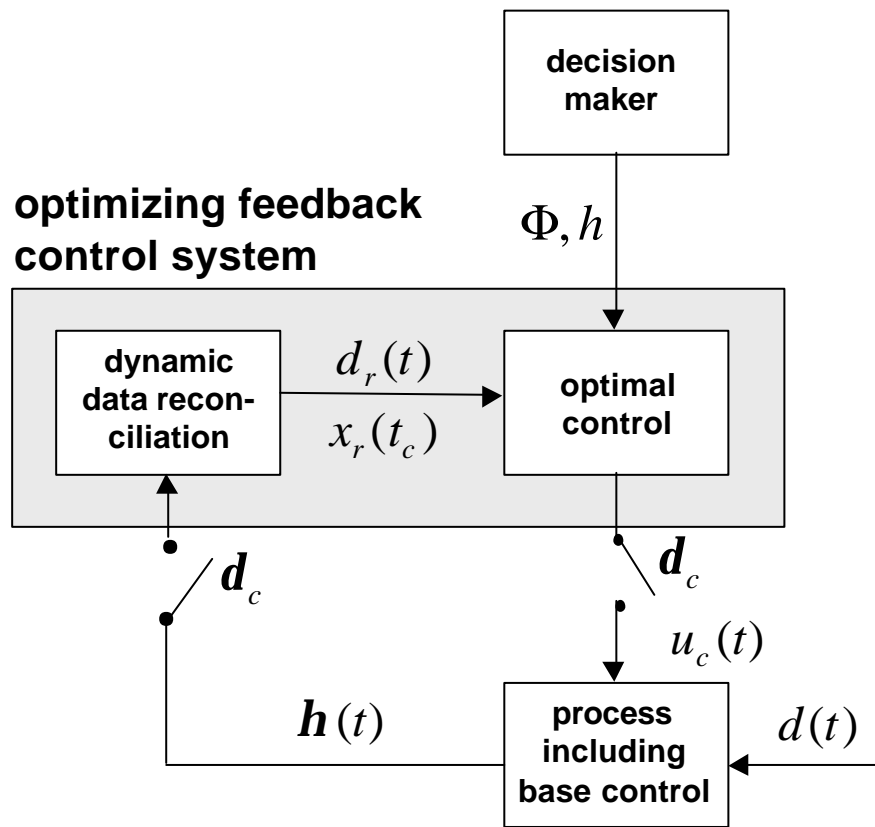 decision
maker
optimizing feedback
control system
Φ, h
dynamic
data recon-
ciliation
d_r(t)
x_r(t_c)
optimal
control
d_c
d_c
u_c(t)
h(t)
process
including
base control
d(t)